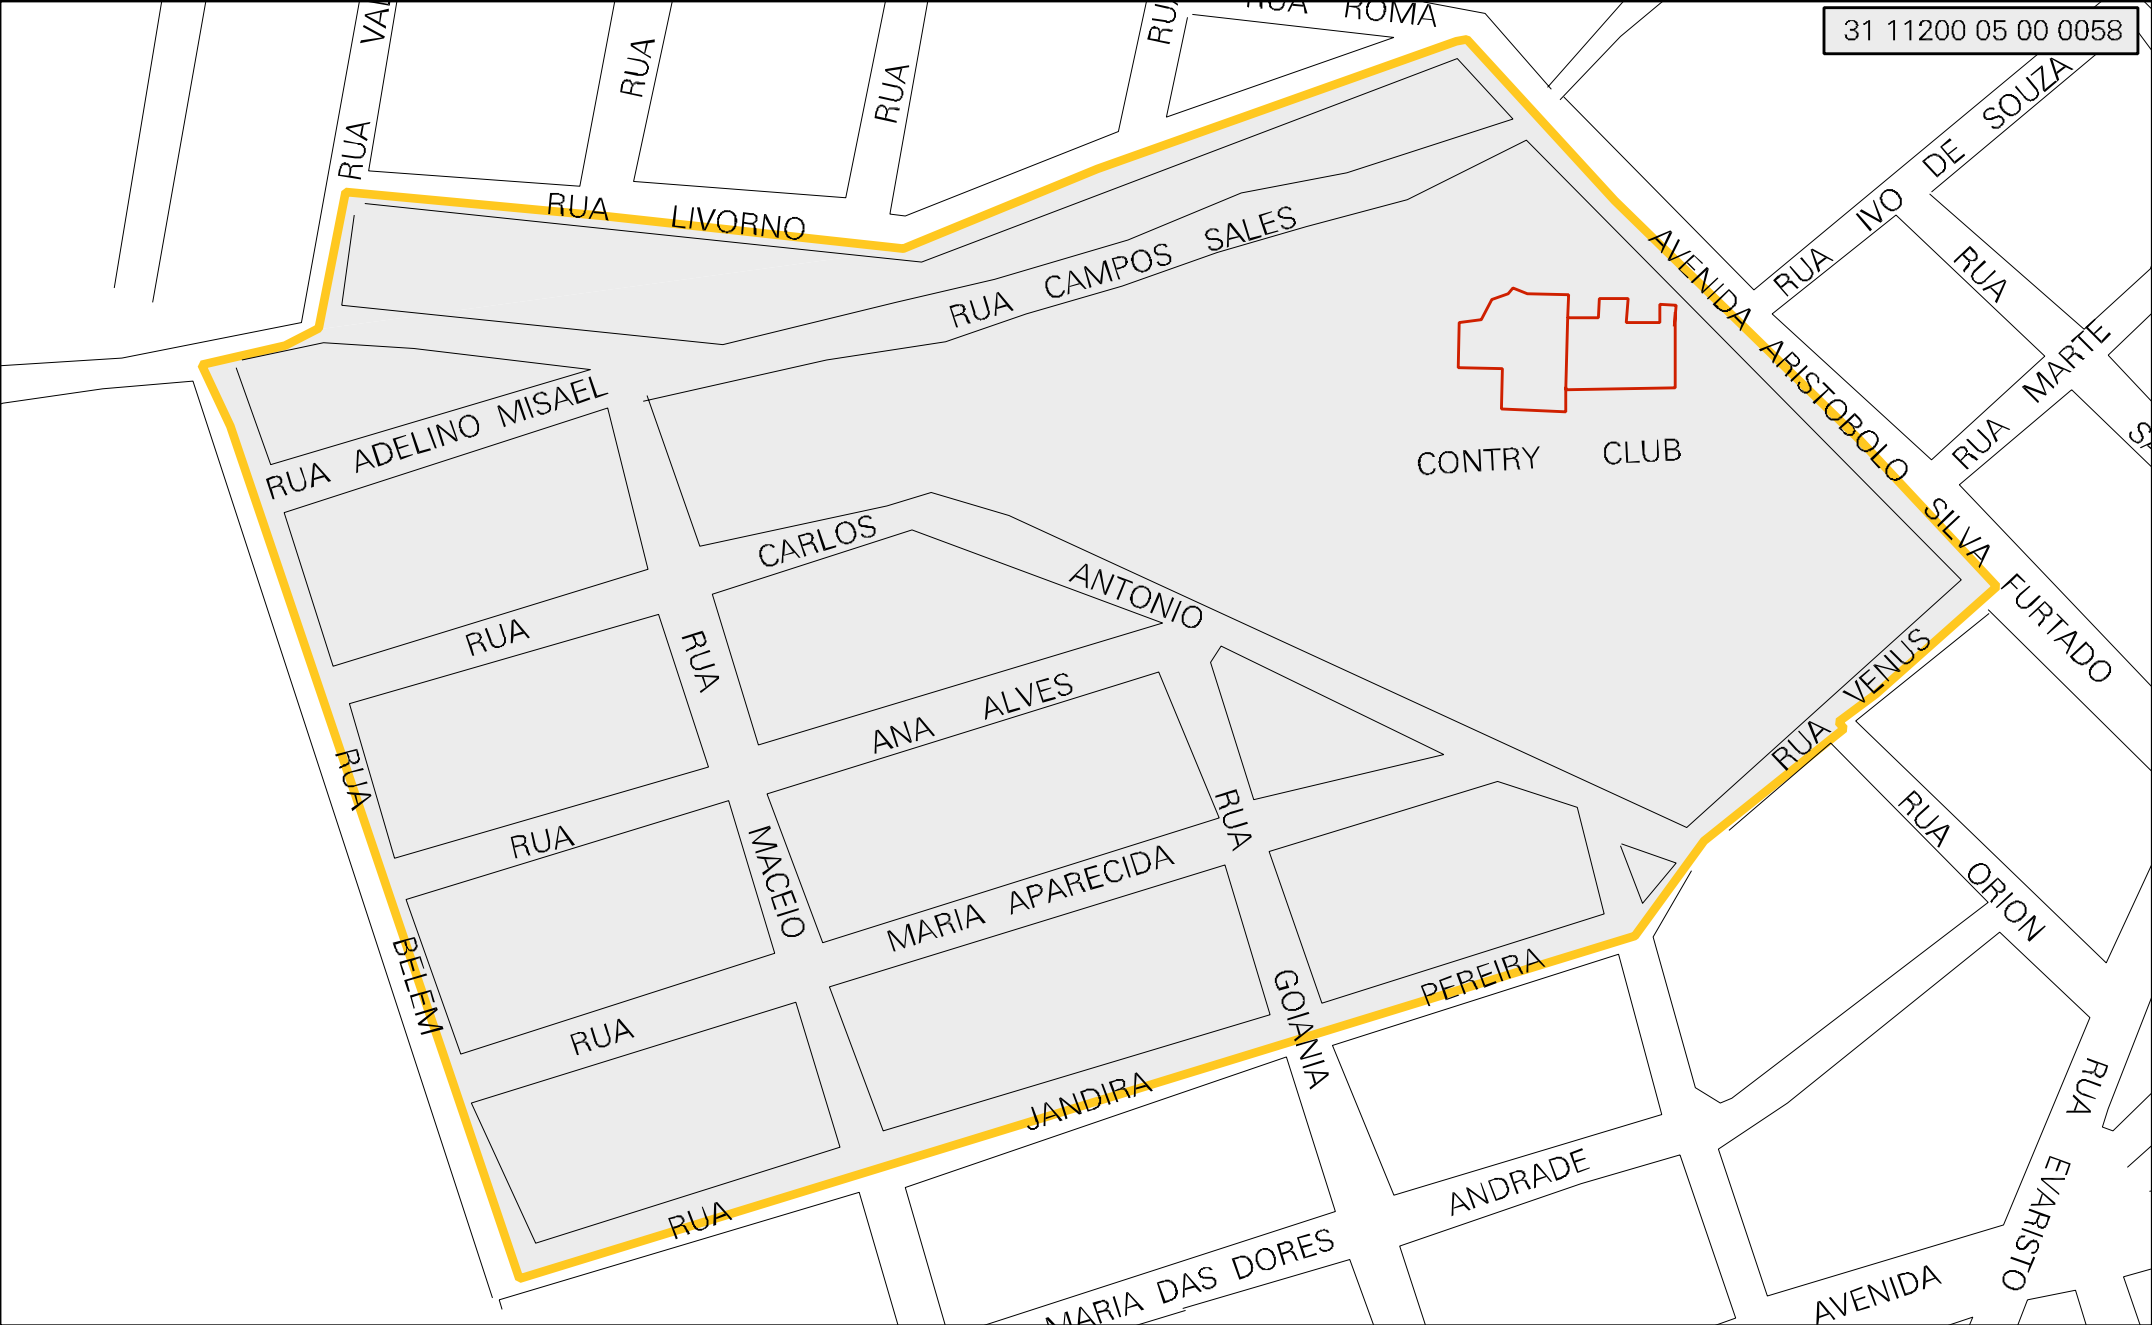 RUA ROMA
31 11200 05 00 0058
RUA
RUA
RUA
RUA LIVORNO
RUA CAMPOS SALES
RUA IVO DE SOUZA
RUA
RUA MARTE
AVENIDA ARISTOBOLO SILVA FURTADO
CONTRY CLUB
RUA ADELINO MISAEL
RUA CARLOS ANTONIO
RUA ANA ALVES
RUA MARIA APARECIDA
RUA MACEIO
RUA GOIANIA
RUA BELEM
RUA JANDIRA PEREIRA
RUA VENUS
RUA ORION
RUA EVARISTO
ANDRADE
MARIA DAS DORES
AVENIDA